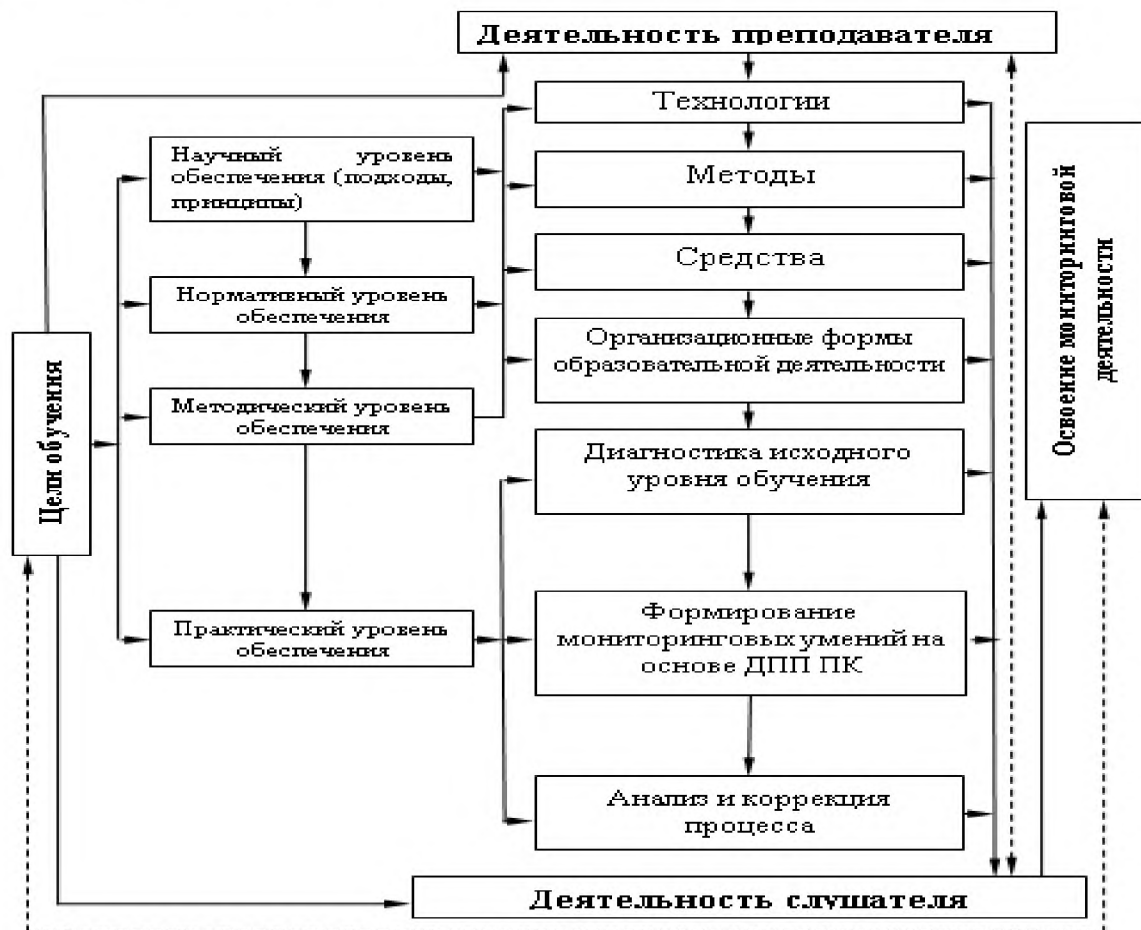 Деятельность преподавателя
Технологии
Научный уровень
обеспечения (подходы,
принципы)
Методы
Средства
Нормативный уровень
обеспечения
Организационные формы
образовательной деятельности
Методический уровень
обеспечения
Диагностика исходного
уровня обучения
Цели обучения
Освоение мониторинговой
деятельности
Практический уровень
обеспечения
Формирование
мониторинговых умений на
основе ДПП ПК
Анализ и коррекция
процесса
Деятельность слушателя